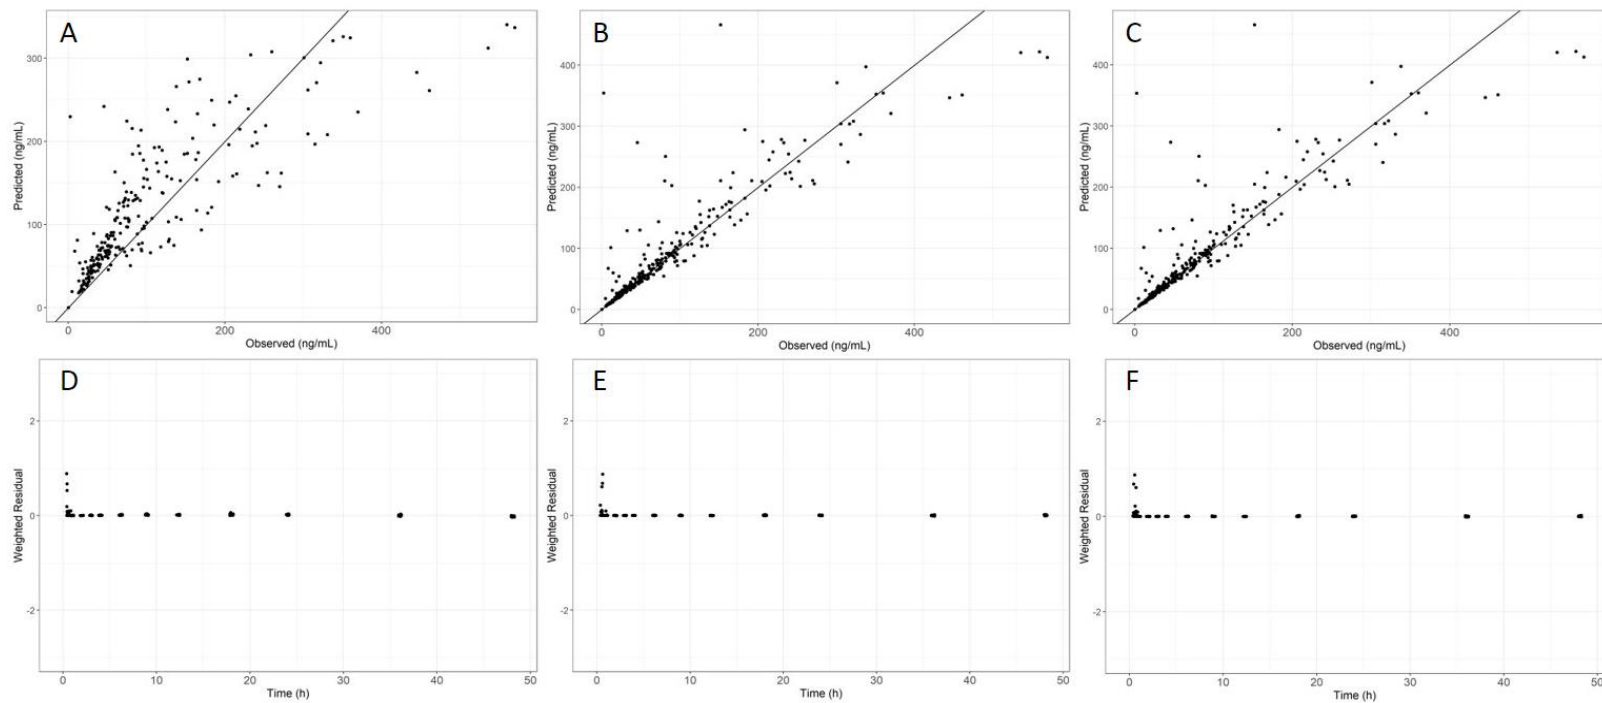 A
Predicted (ng/mL)
300
200
100
0
0
200
400
Observed (ng/mL)
B
Predicted (ng/mL)
400
300
200
100
0
0
200
400
Observed (ng/mL)
C
Predicted (ng/mL)
400
300
200
100
0
0
200
400
Observed (ng/mL)
D
Weighted Residual
2
0
-2
0
10
20
30
40
50
Time (h)
E
Weighted Residual
2
0
-2
0
10
20
30
40
50
Time (h)
F
Weighted Residual
2
0
-2
0
10
20
30
40
50
Time (h)